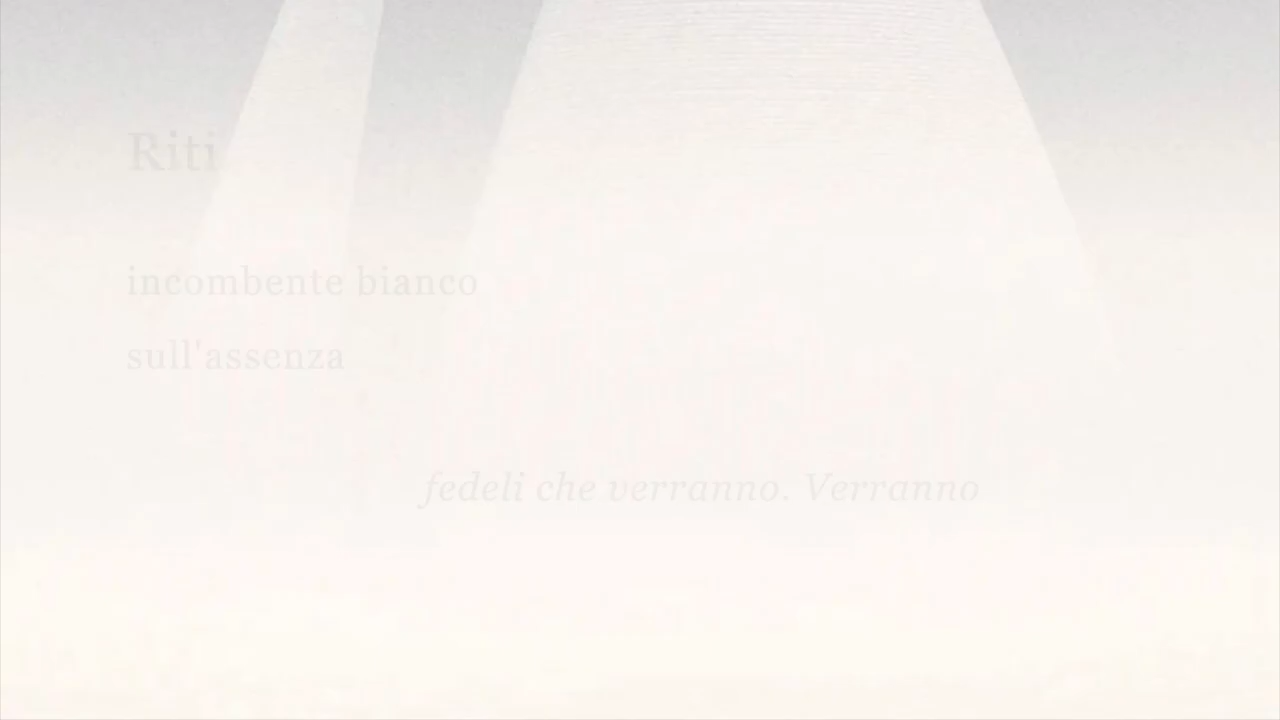 Riti
incombente bianco
sull'assenza
fedeli che verranno. Verranno